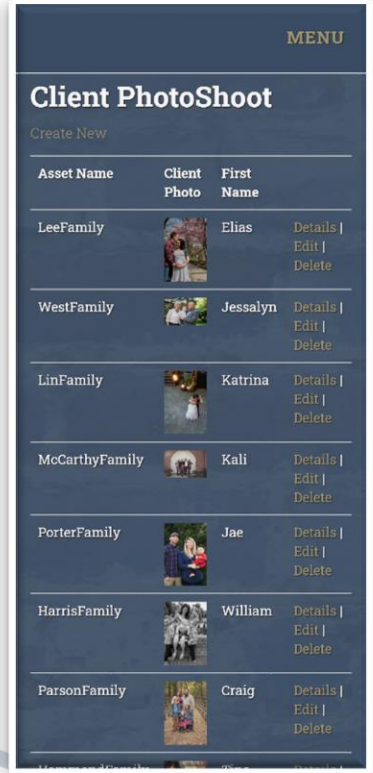 MENU
Client PhotoShoot
Create New
Asset Name Client Photo First Name
LeeFamily Elias Details | Edit | Delete
WestFamily Jessalyn Details | Edit | Delete
LinFamily Katrina Details | Edit | Delete
McCarthyFamily Kali Details | Edit | Delete
PorterFamily Jae Details | Edit | Delete
HarrisFamily William Details | Edit | Delete
ParsonFamily Craig Details | Edit | Delete